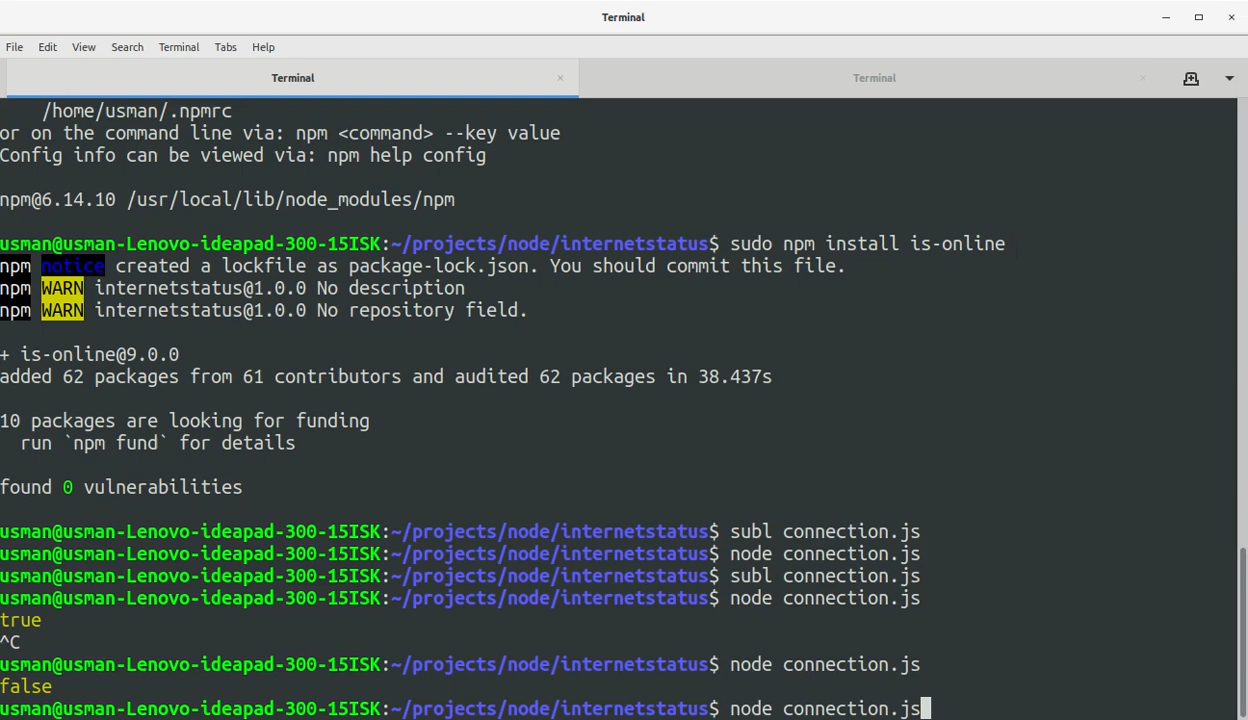 Terminal
File Edit View Search Terminal Tabs Help
Terminal Terminal
/home/usman/.npmrc
or on the command line via: npm <command> --key value
Config info can be viewed via: npm help config
npm@6.14.10 /usr/local/lib/node_modules/npm
usman@usman-Lenovo-ideapad-300-15ISK:~/projects/node/internetstatus$ sudo npm install is-online
npm notice created a lockfile as package-lock.json. You should commit this file.
npm WARN internetstatus@1.0.0 No description
npm WARN internetstatus@1.0.0 No repository field.
+ is-online@9.0.0
added 62 packages from 61 contributors and audited 62 packages in 38.437s
10 packages are looking for funding
run `npm fund` for details
found 0 vulnerabilities
usman@usman-Lenovo-ideapad-300-15ISK:~/projects/node/internetstatus$ subl connection.js
usman@usman-Lenovo-ideapad-300-15ISK:~/projects/node/internetstatus$ node connection.js
usman@usman-Lenovo-ideapad-300-15ISK:~/projects/node/internetstatus$ subl connection.js
usman@usman-Lenovo-ideapad-300-15ISK:~/projects/node/internetstatus$ node connection.js
true
^C
usman@usman-Lenovo-ideapad-300-15ISK:~/projects/node/internetstatus$ node connection.js
false
usman@usman-Lenovo-ideapad-300-15ISK:~/projects/node/internetstatus$ node connection.js